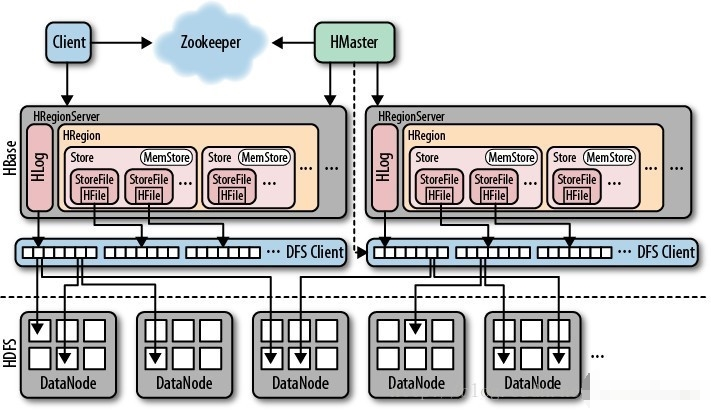 Client
Zookeeper
HMaster
HBase
HRegionServer
HLog
HRegion
Store
MemStore
StoreFile
HFile
StoreFile
HFile
...
Store
MemStore
StoreFile
HFile
...
...
...
HRegionServer
HLog
HRegion
Store
MemStore
StoreFile
HFile
StoreFile
HFile
...
Store
MemStore
StoreFile
HFile
...
...
...
... DFS Client
... DFS Client
HDFS
DataNode
DataNode
DataNode
DataNode
DataNode
...